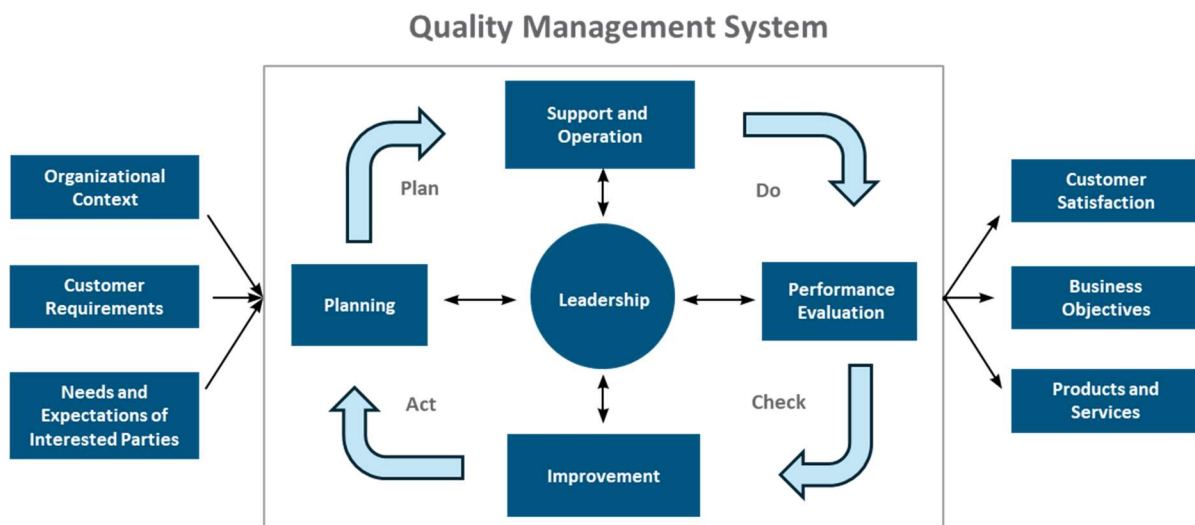 Quality Management System
Support and
Operation
Organizational
Context
Plan
Do
Customer
Satisfaction
Customer
Requirements
Planning
Leadership
Performance
Evaluation
Business
Objectives
Needs and
Expectations of
Interested Parties
Act
Check
Products and
Services
Improvement